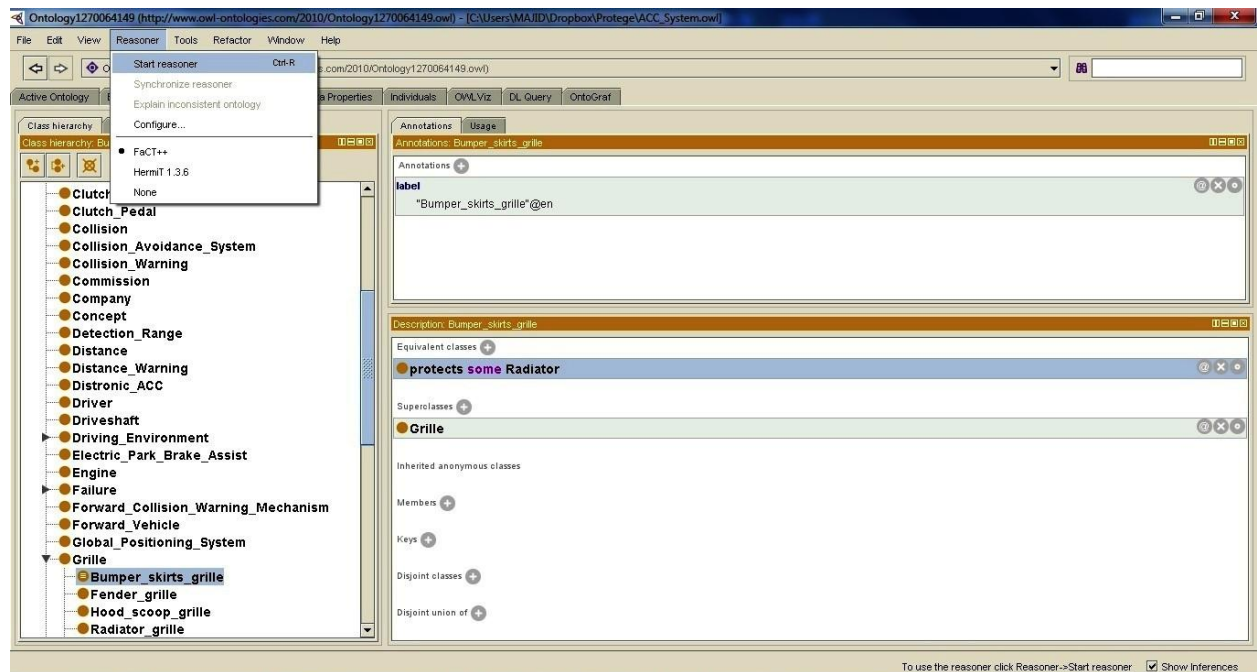 Ontology1270064149 (http://www.owl-ontologies.com/2010/Ontology1270064149.owl) - [C:\Users\MAJID\Dropbox\Protege\ACC_System.owl]
File Edit View Reasoner Tools Refactor Window Help
s.com/2010/Ontology1270064149.owl)
Start reasoner Ctrl-R
Synchronize reasoner
Explain inconsistent ontology
Configure...
FaCT++
HermiT 1.3.6
None
Active Ontology a Properties Individuals OWLViz DL Query OntoGraf
Class hierarchy
Class hierarchy: Bu
Clutch
Clutch_Pedal
Collision
Collision_Avoidance_System
Collision_Warning
Commission
Company
Concept
Detection_Range
Distance
Distance_Warning
Distronic_ACC
Driver
Driveshaft
Driving_Environment
Electric_Park_Brake_Assist
Engine
Failure
Forward_Collision_Warning_Mechanism
Forward_Vehicle
Global_Positioning_System
Grille
Bumper_skirts_grille
Fender_grille
Hood_scoop_grille
Radiator_grille
Annotations Usage
Annotations: Bumper_skirts_grille
Annotations
label
"Bumper_skirts_grille"@en
Description: Bumper_skirts_grille
Equivalent classes
protects some Radiator
Superclasses
Grille
Inherited anonymous classes
Members
Keys
Disjoint classes
Disjoint union of
To use the reasoner click Reasoner->Start reasoner Show Inferences